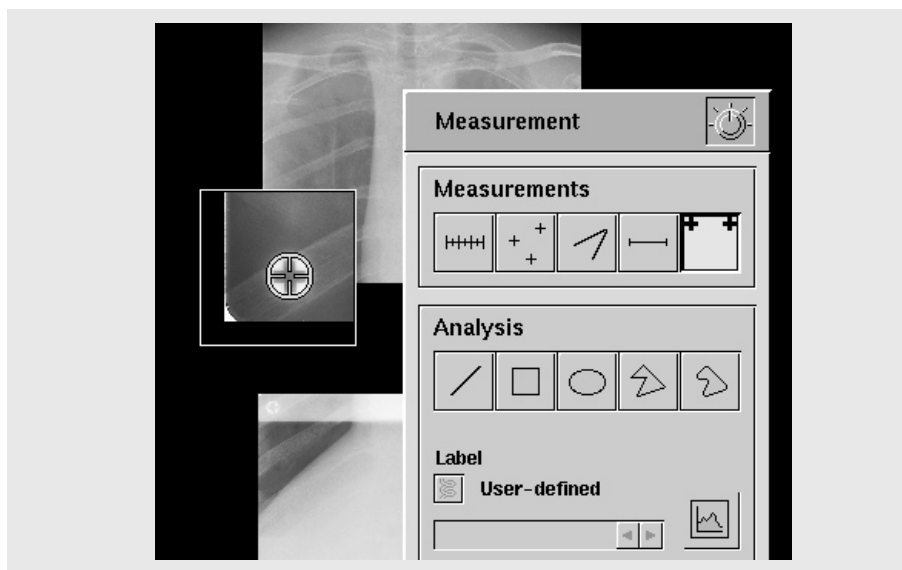 Measurement
Measurements
Analysis
Label
User-defined